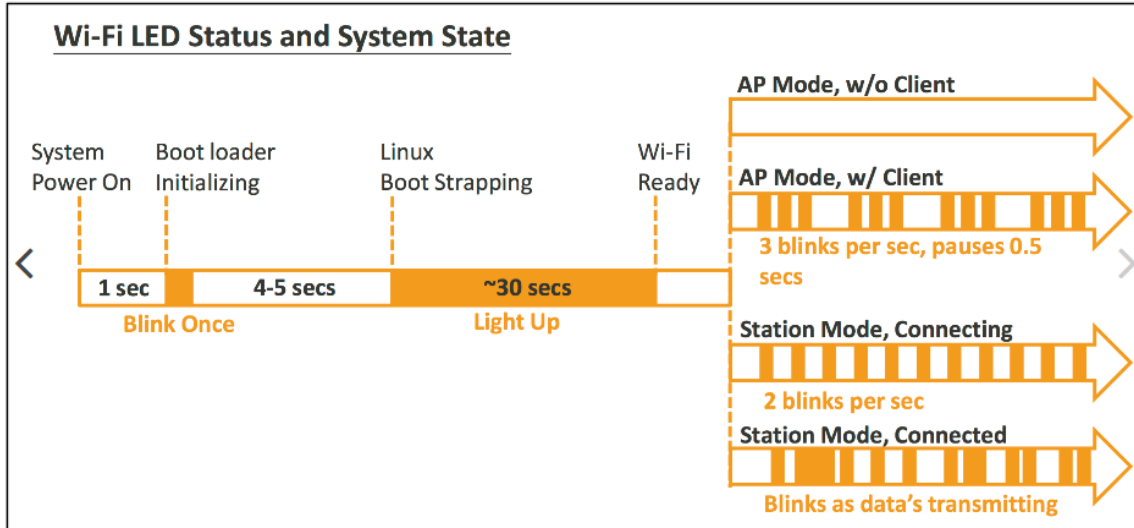 Wi-Fi LED Status and System State
System
Power On
Boot loader
Initializing
Linux
Boot Strapping
Wi-Fi
Ready
1 sec
4-5 secs
~30 secs
Blink Once
Light Up
AP Mode, w/o Client
AP Mode, w/ Client
3 blinks per sec, pauses 0.5
secs
Station Mode, Connecting
2 blinks per sec
Station Mode, Connected
Blinks as data's transmitting